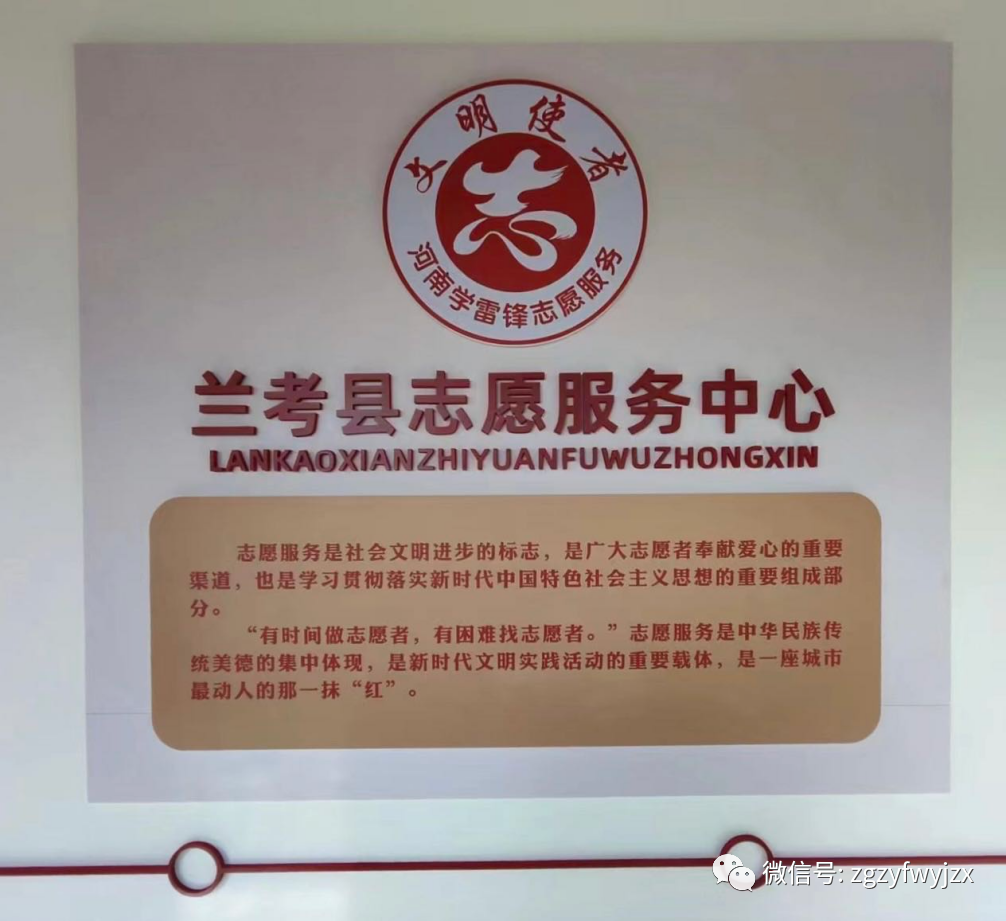 文明使者
志
河南学雷锋志愿服务
兰考县志愿服务中心
LANKAOXIANZHIYUANFUWUZHONGXIN
志愿服务是社会文明进步的标志，是广大志愿者奉献爱心的重要
渠道，也是学习贯彻落实新时代中国特色社会主义思想的重要组成部
分。
“有时间做志愿者，有困难找志愿者。”志愿服务是中华民族传
统美德的集中体现，是新时代文明实践活动的重要载体，是一座城市
最动人的那一抹“红”。
微信号: zgzyfwyjzx